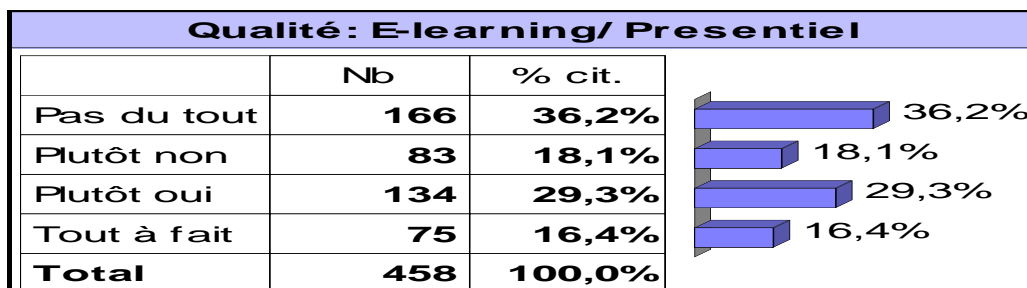 Qualité: E-learning/ Presentiel
Nb % cit.
Pas du tout 166 36,2% 36,2%
Plutôt non 83 18,1% 18,1%
Plutôt oui 134 29,3% 29,3%
Tout à fait 75 16,4% 16,4%
Total 458 100,0%